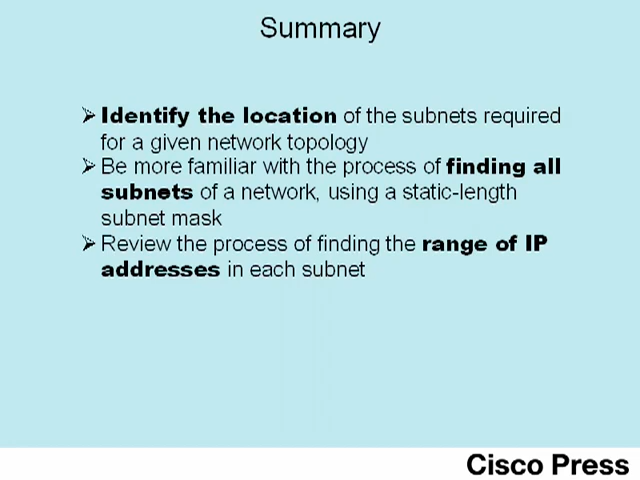 Summary
Identify the location of the subnets required
for a given network topology
Be more familiar with the process of finding all
subnets of a network, using a static-length
subnet mask
Review the process of finding the range of IP
addresses in each subnet
Cisco Press